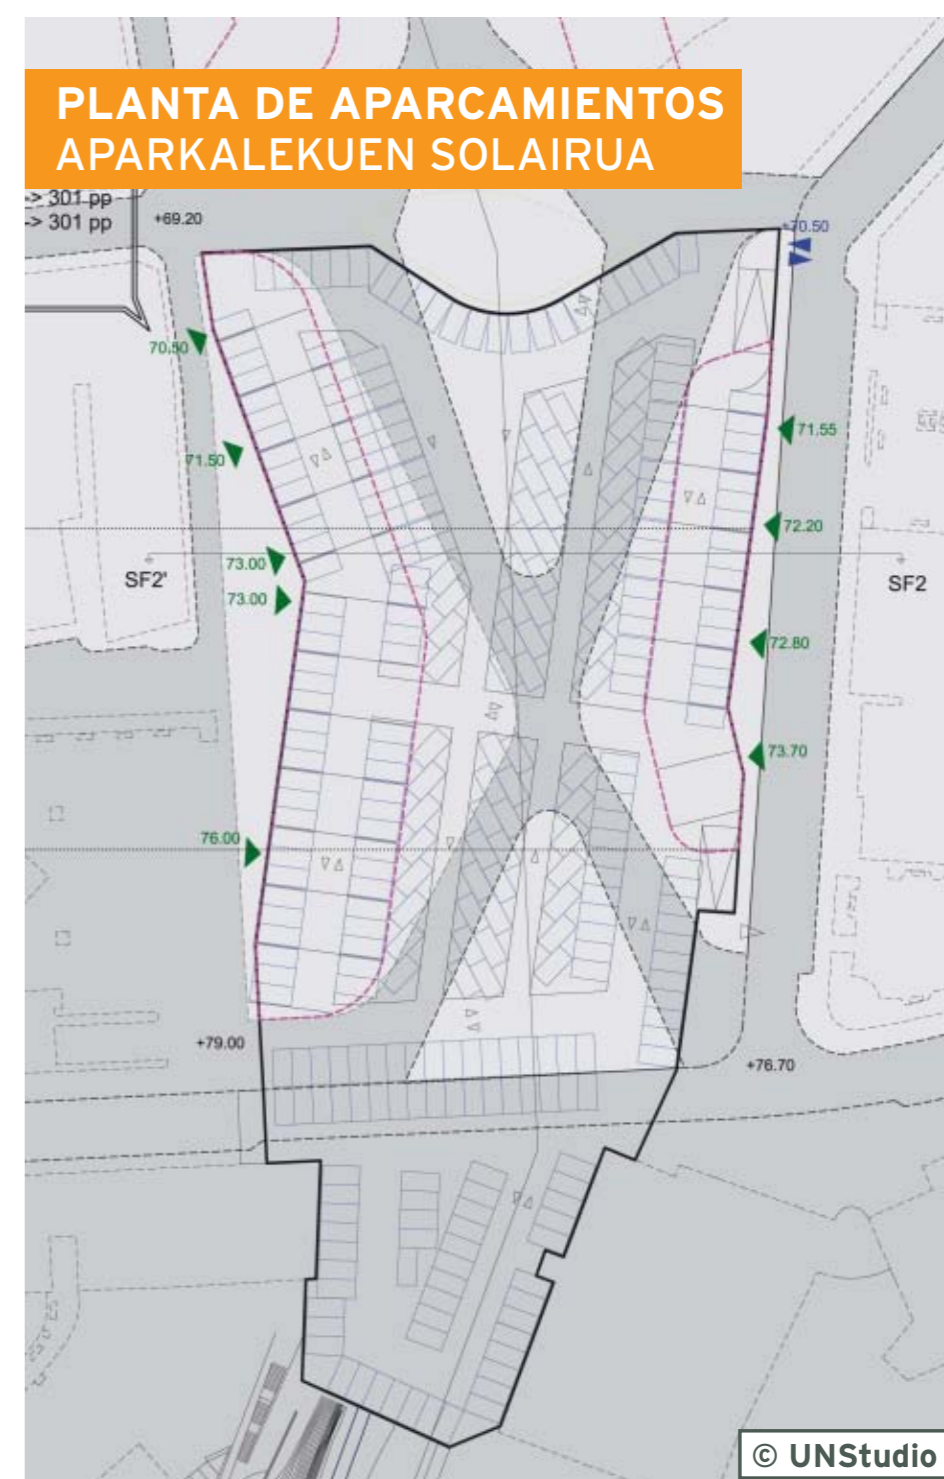 PLANTA DE APARCAMIENTOS
APARKALEKUEN SOLAIRUA
-> 301 pp
-> 301 pp
+69.20
+70.50
70.50
71.55
71.50
72.20
73.00
SF2'
SF2
73.00
72.80
73.70
76.00
+79.00
+76.70
© UNStudio